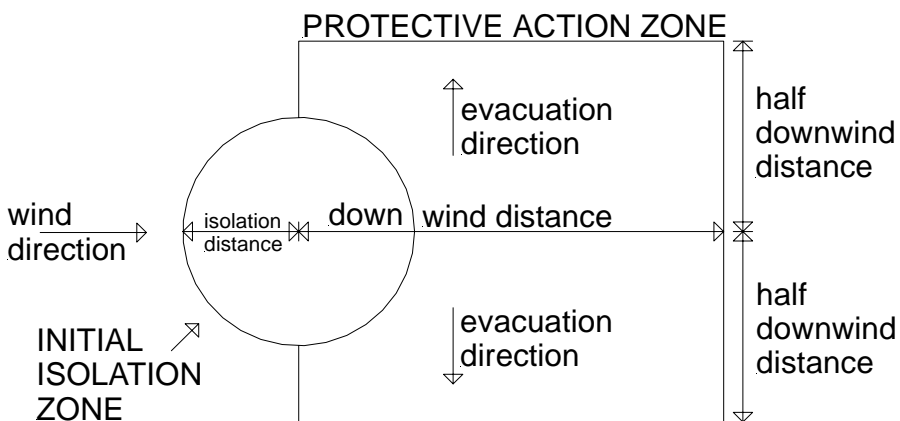 PROTECTIVE ACTION ZONE
evacuation
direction
half
downwind
distance
wind
direction
isolation
distance
down wind distance
INITIAL
ISOLATION
ZONE
evacuation
direction
half
downwind
distance